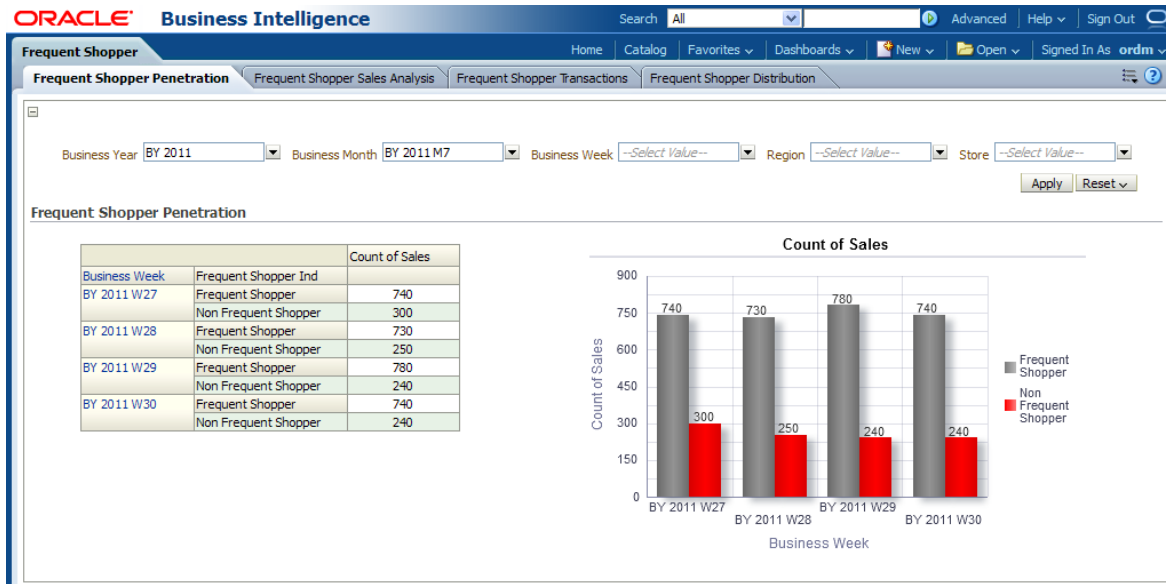 ORACLE Business Intelligence Search All Advanced Help Sign Out
Frequent Shopper Home Catalog Favorites Dashboards New Open Signed In As ordm
Frequent Shopper Penetration Frequent Shopper Sales Analysis Frequent Shopper Transactions Frequent Shopper Distribution
Business Year BY 2011 Business Month BY 2011 M7 Business Week --Select Value-- Region --Select Value-- Store --Select Value--
Apply Reset
Frequent Shopper Penetration
Count of Sales
Business Week Frequent Shopper Ind
BY 2011 W27 Frequent Shopper 740
Non Frequent Shopper 300
BY 2011 W28 Frequent Shopper 730
Non Frequent Shopper 250
BY 2011 W29 Frequent Shopper 780
Non Frequent Shopper 240
BY 2011 W30 Frequent Shopper 740
Non Frequent Shopper 240
Count of Sales
Count of Sales
900
750
600
450
300
150
0
740 730 780 740
300 250 240 240
BY 2011 W27 BY 2011 W28 BY 2011 W29 BY 2011 W30
Business Week
Frequent
Shopper
Non
Frequent
Shopper